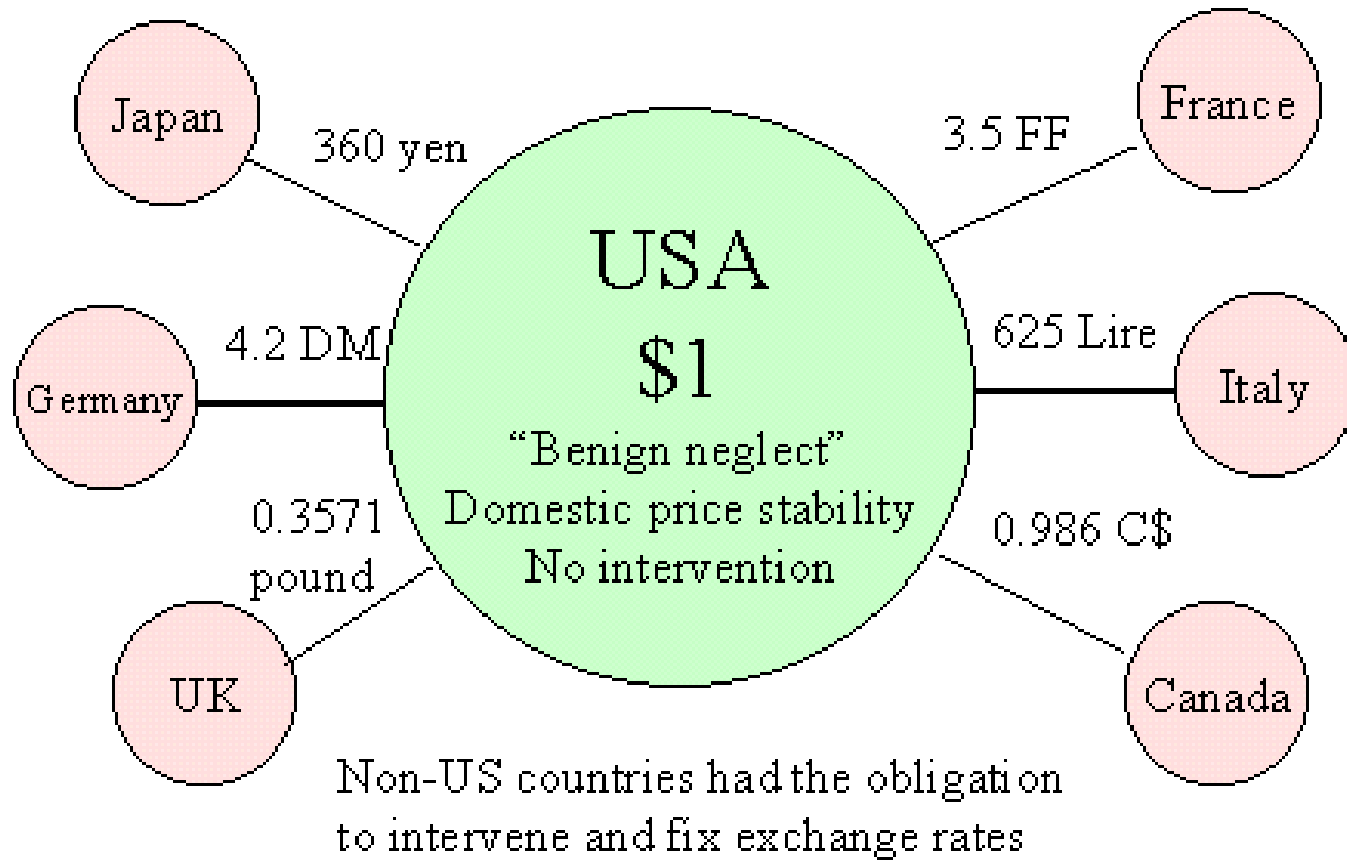 Japan
360 yen
3.5 FF
France
USA
$1
“Benign neglect”
Domestic price stability
No intervention
4.2 DM
Germany
625 Lire
Italy
0.3571
pound
UK
0.986 C$
Canada
Non-US countries had the obligation
to intervene and fix exchange rates